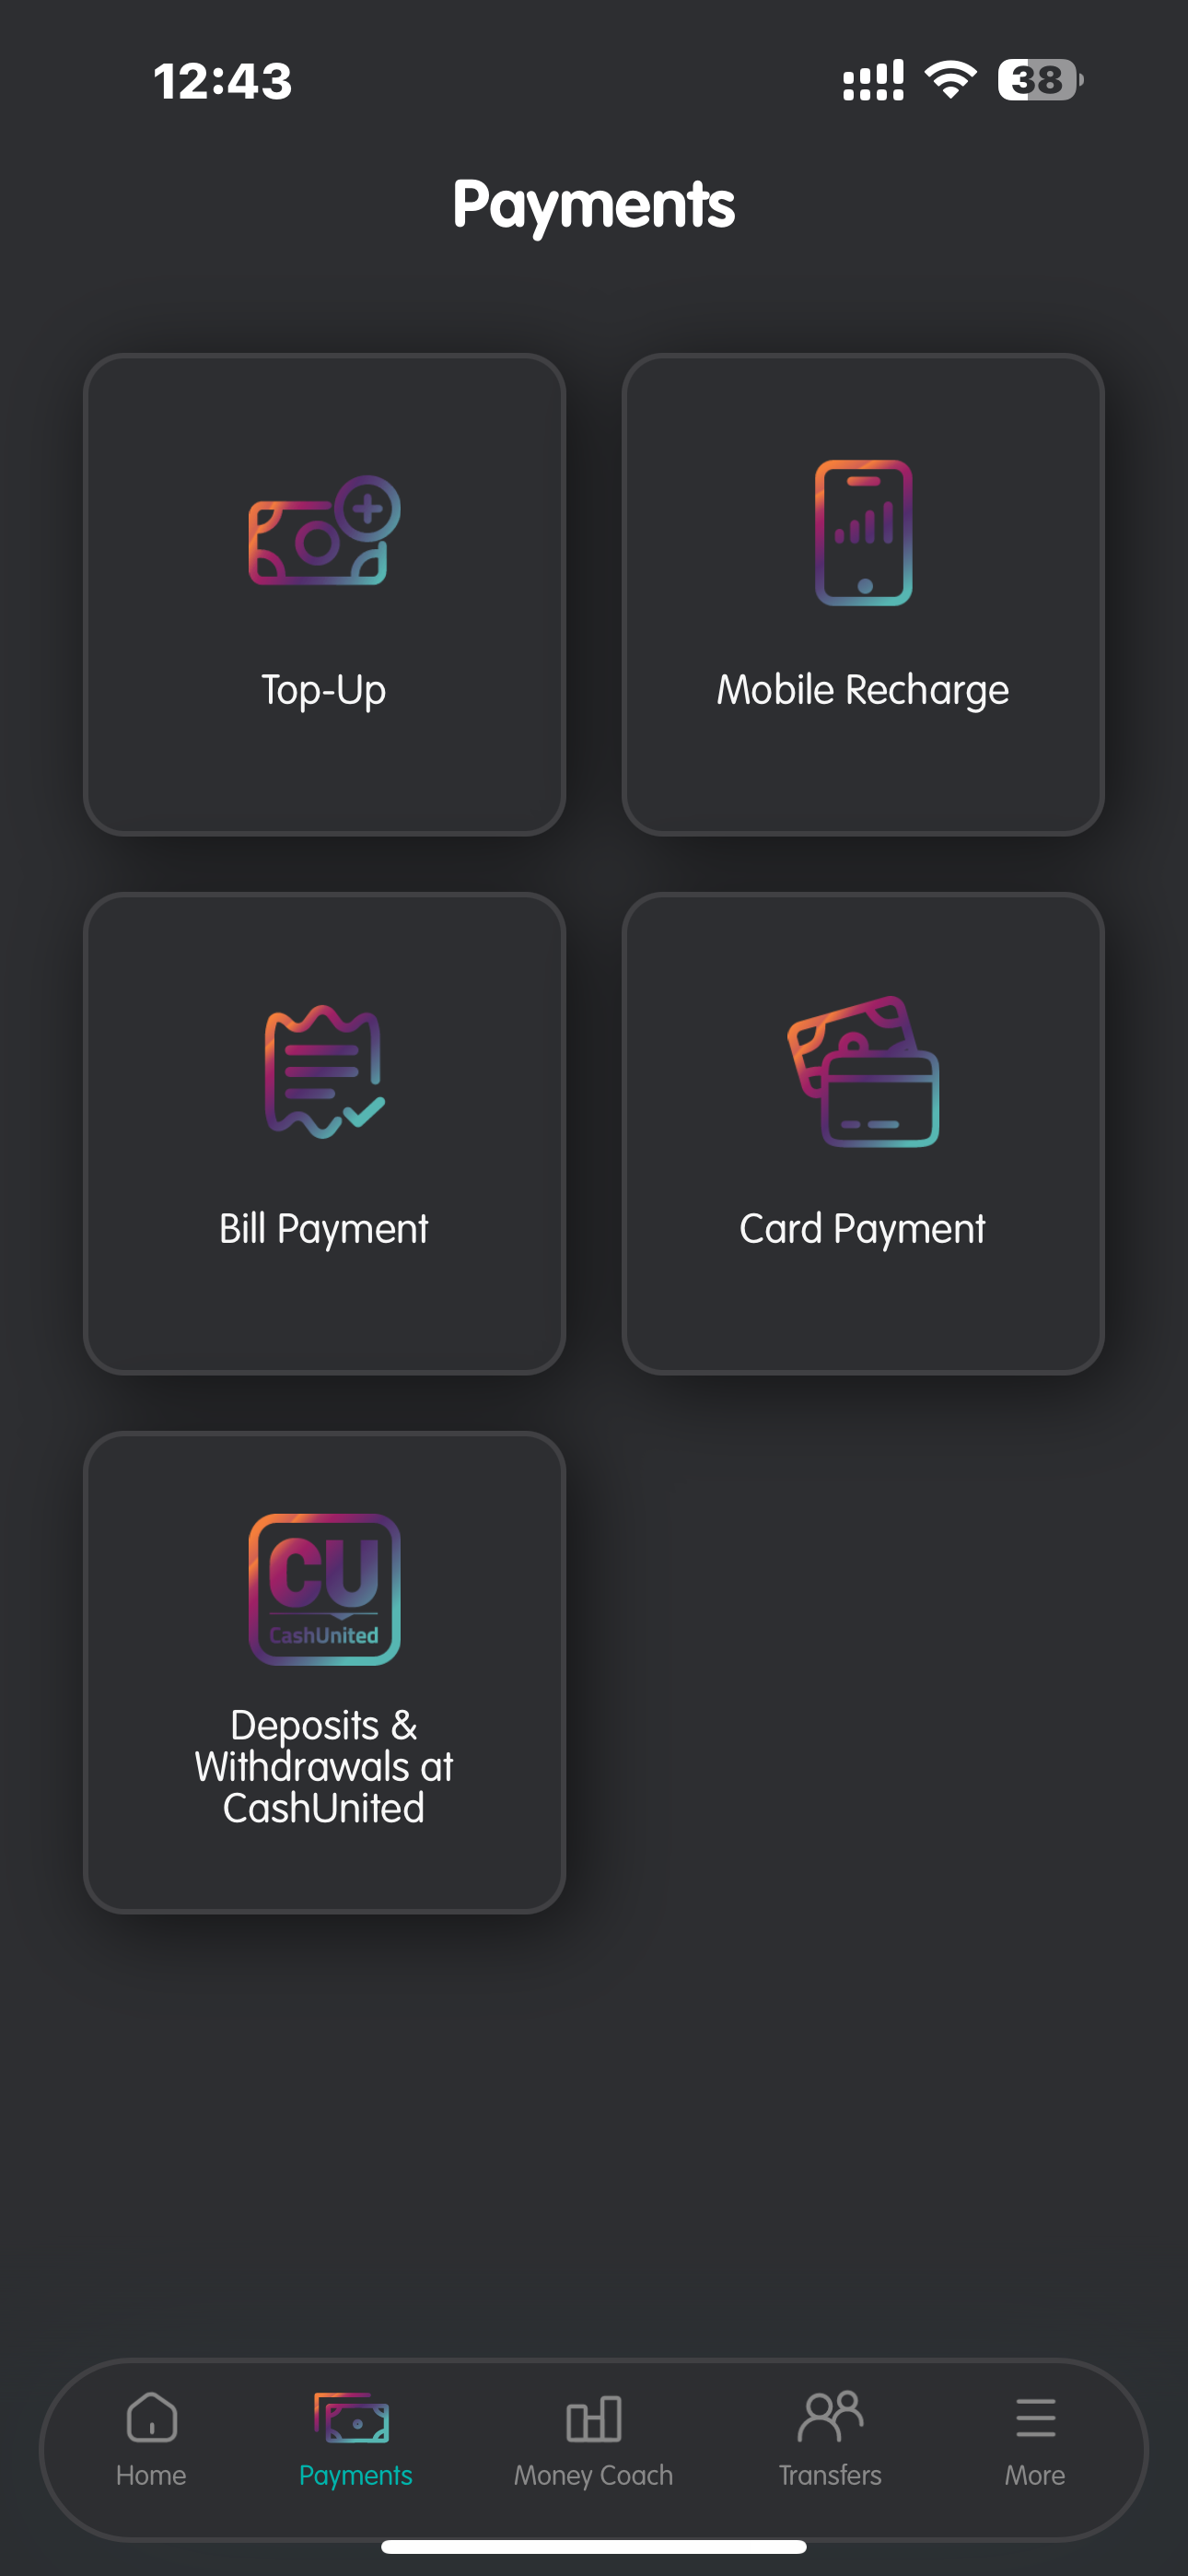 12:43
38
Payments
Top-Up
Mobile Recharge
Bill Payment
Card Payment
CU
CashUnited
Deposits &
Withdrawals at
CashUnited
Home
Payments
Money Coach
Transfers
More